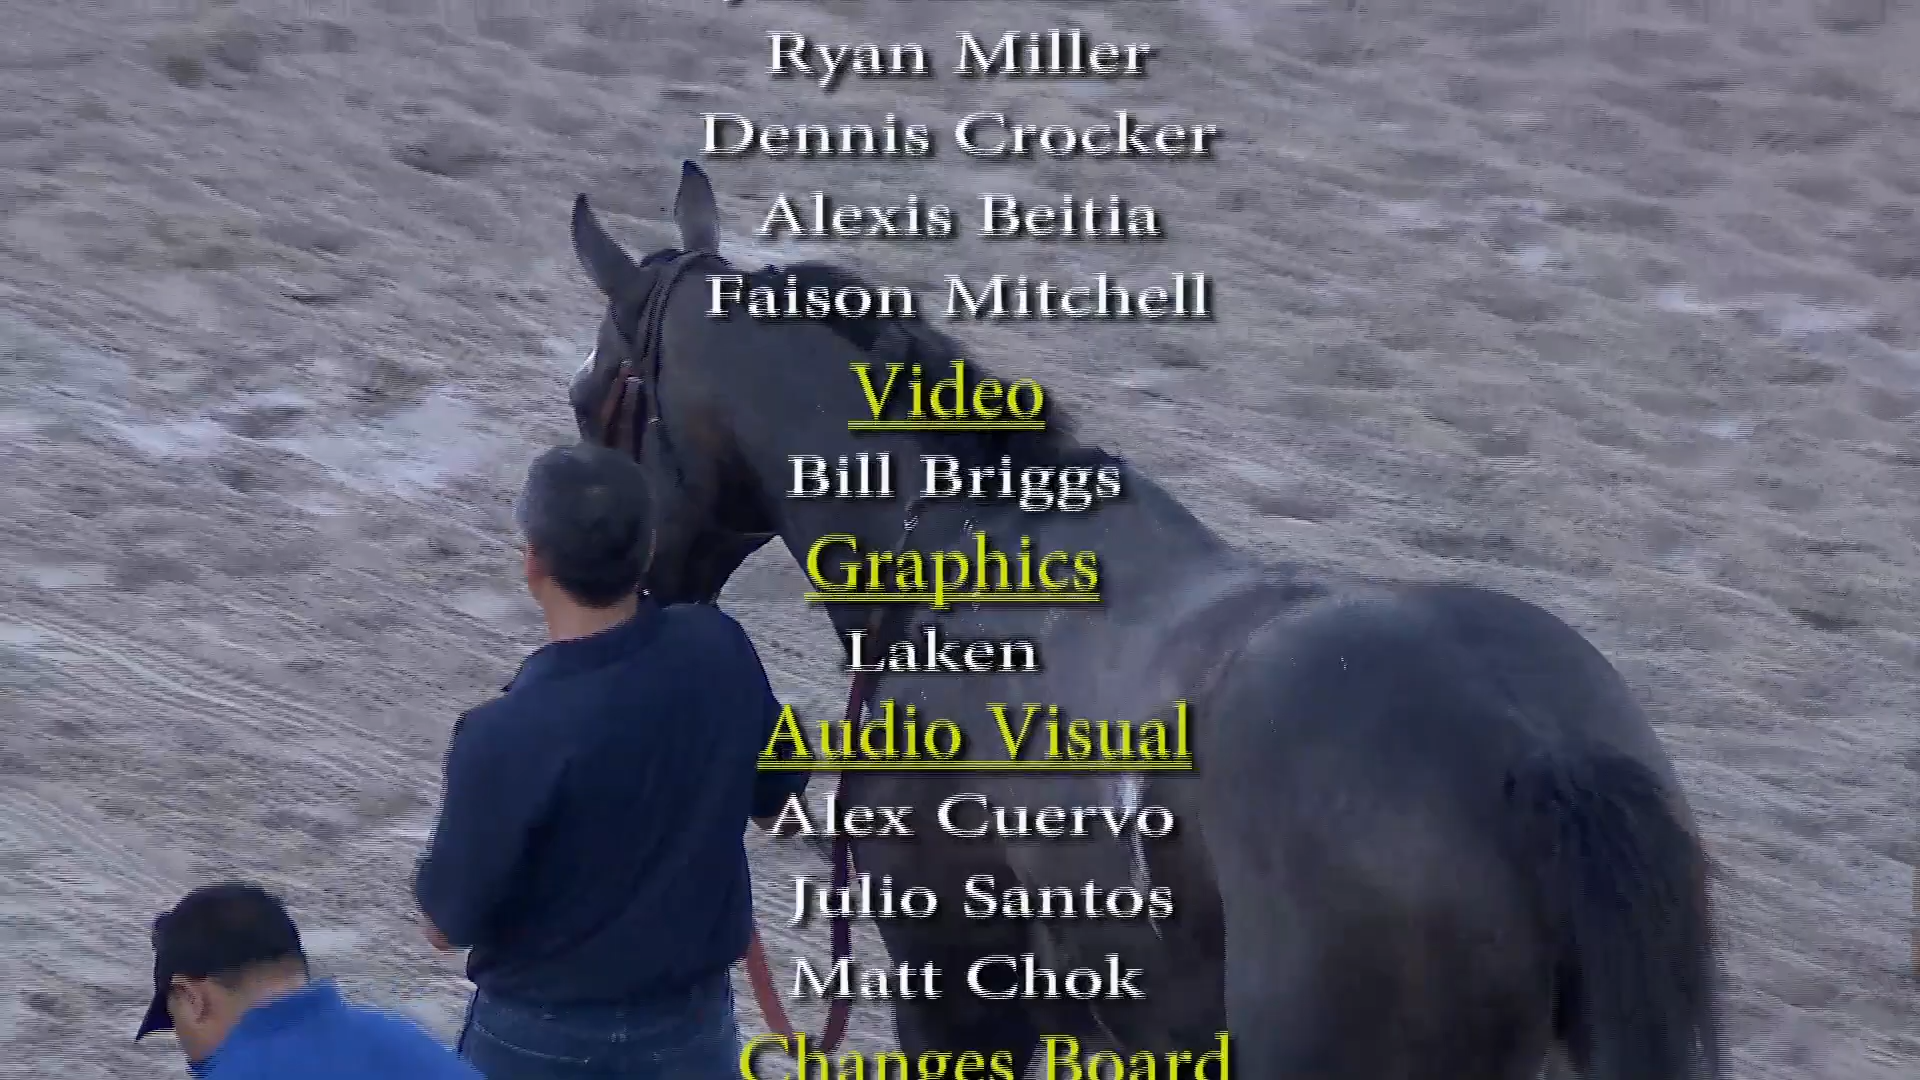 Ryan Miller
Dennis Crocker
Alexis Beitia
Faison Mitchell
Video
Bill Briggs
Graphics
Laken
Audio Visual
Alex Cuervo
Julio Santos
Matt Chok
Changes Board